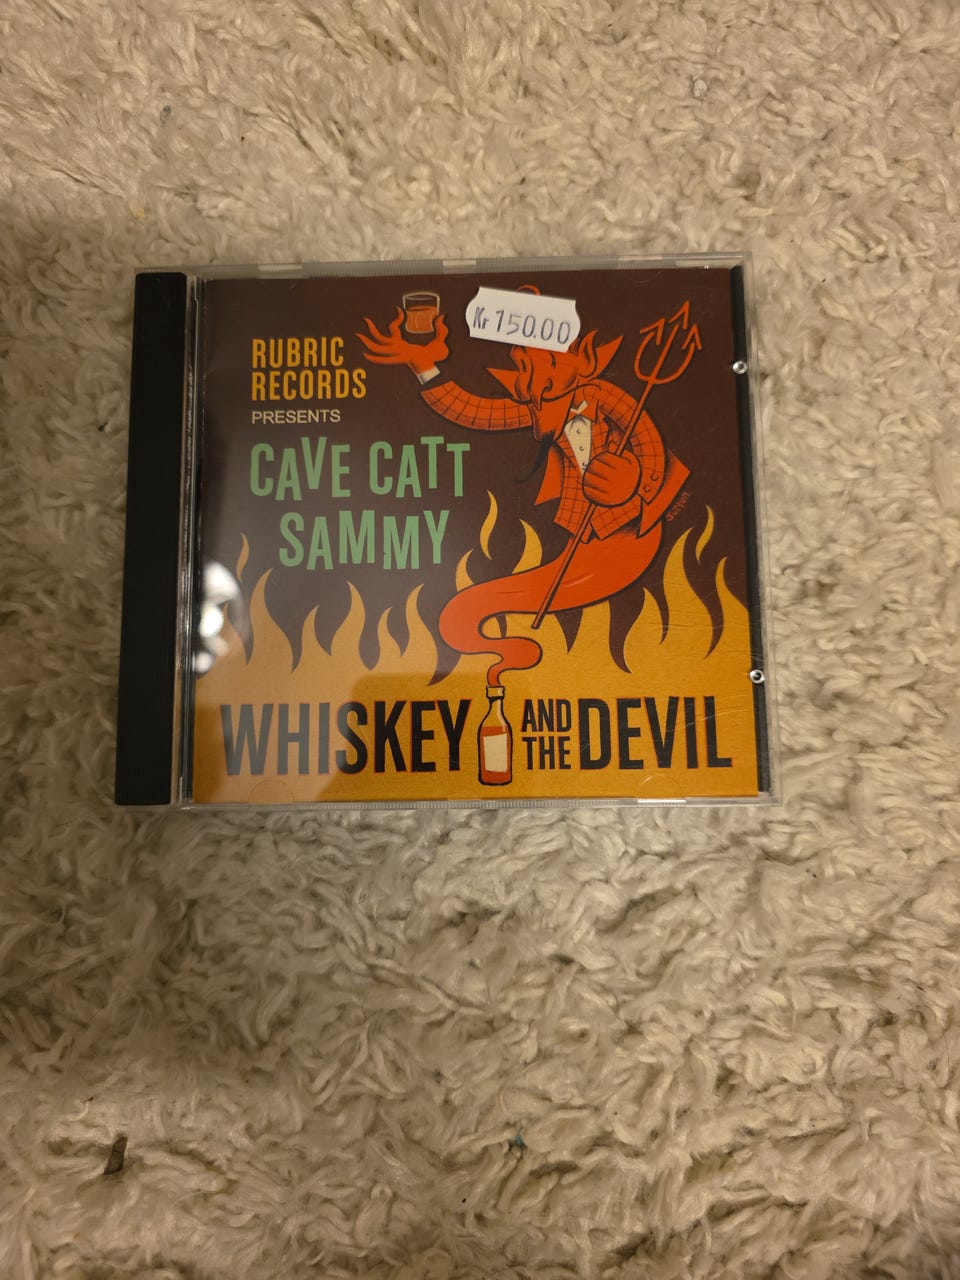 Kr 150.00
RUBRIC
RECORDS
PRESENTS
CAVE CATT
SAMMY
WHISKEY AND THE DEVIL